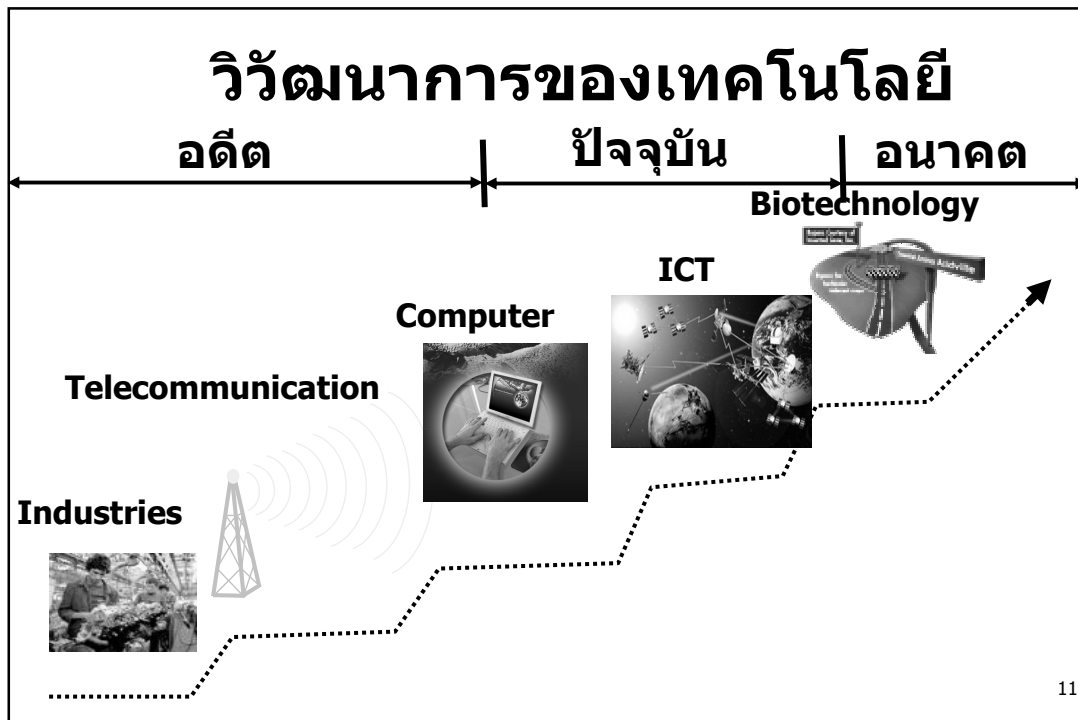 วิวัฒนาการของเทคโนโลยี
อดีต
ปัจจุบัน
อนาคต
Biotechnology
ICT
Computer
Telecommunication
Industries
11